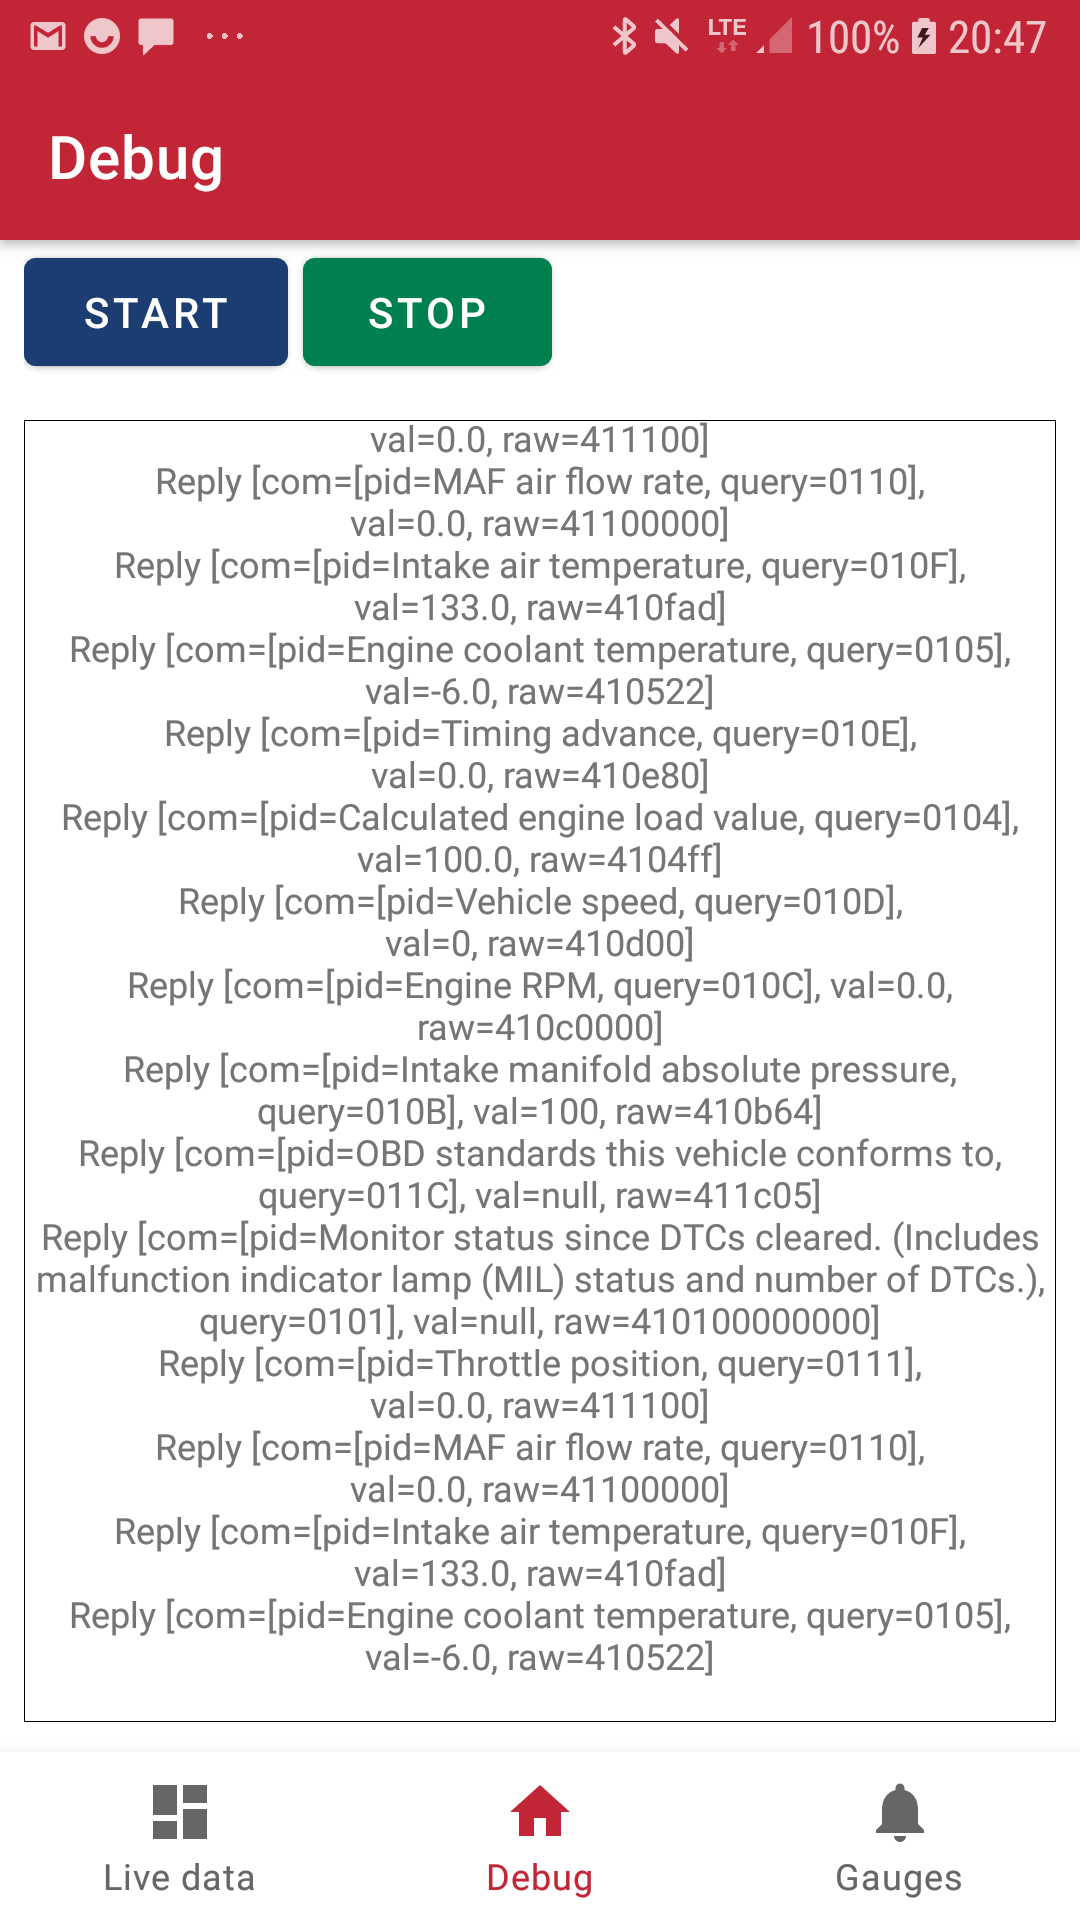 LTE 100% 20:47
Debug
START STOP
val=0.0, raw=411100]
Reply [com=[pid=MAF air flow rate, query=0110],
val=0.0, raw=41100000]
Reply [com=[pid=Intake air temperature, query=010F],
val=133.0, raw=410fad]
Reply [com=[pid=Engine coolant temperature, query=0105],
val=-6.0, raw=410522]
Reply [com=[pid=Timing advance, query=010E],
val=0.0, raw=410e80]
Reply [com=[pid=Calculated engine load value, query=0104],
val=100.0, raw=4104ff]
Reply [com=[pid=Vehicle speed, query=010D],
val=0, raw=410d00]
Reply [com=[pid=Engine RPM, query=010C], val=0.0,
raw=410c0000]
Reply [com=[pid=Intake manifold absolute pressure,
query=010B], val=100, raw=410b64]
Reply [com=[pid=OBD standards this vehicle conforms to,
query=011C], val=null, raw=411c05]
Reply [com=[pid=Monitor status since DTCs cleared. (Includes
malfunction indicator lamp (MIL) status and number of DTCs.),
query=0101], val=null, raw=410100000000]
Reply [com=[pid=Throttle position, query=0111],
val=0.0, raw=411100]
Reply [com=[pid=MAF air flow rate, query=0110],
val=0.0, raw=41100000]
Reply [com=[pid=Intake air temperature, query=010F],
val=133.0, raw=410fad]
Reply [com=[pid=Engine coolant temperature, query=0105],
val=-6.0, raw=410522]
Live data Debug Gauges